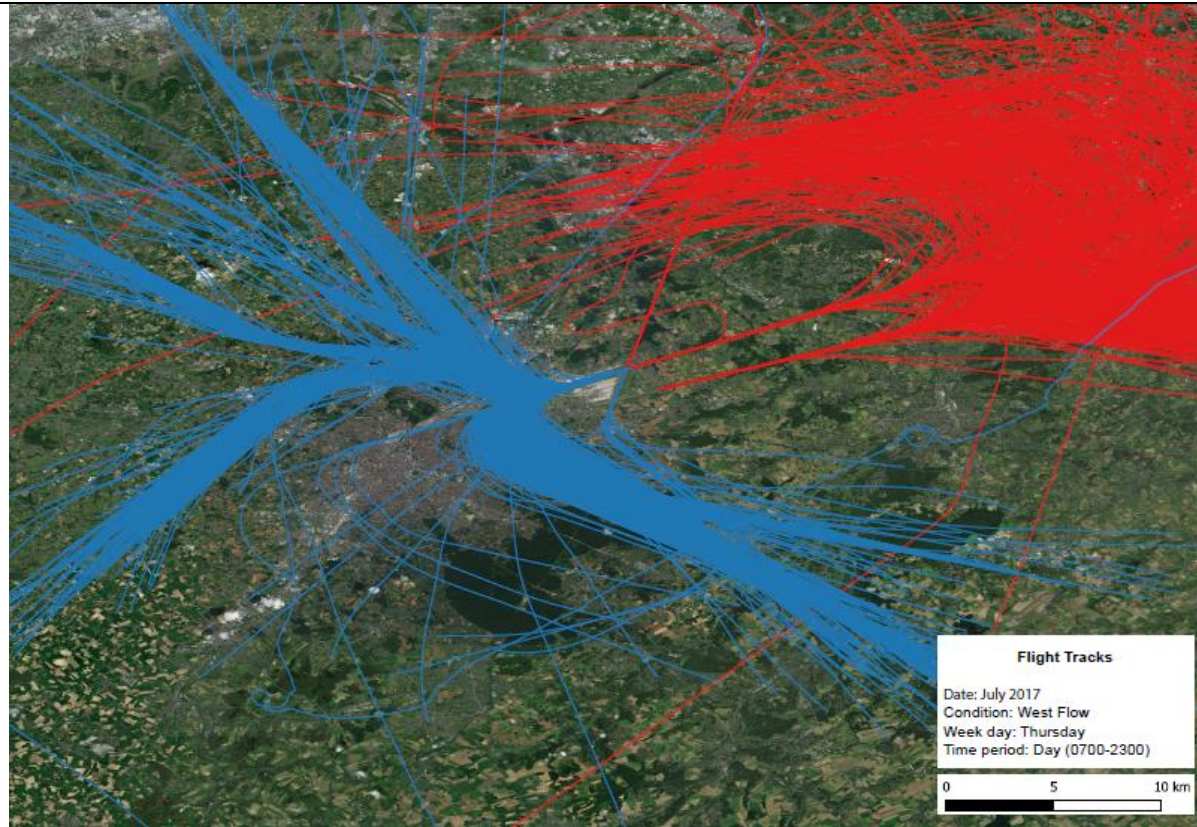 Flight Tracks
Date: July 2017
Condition: West Flow
Week day: Thursday
Time period: Day (0700-2300)
0 5 10 km